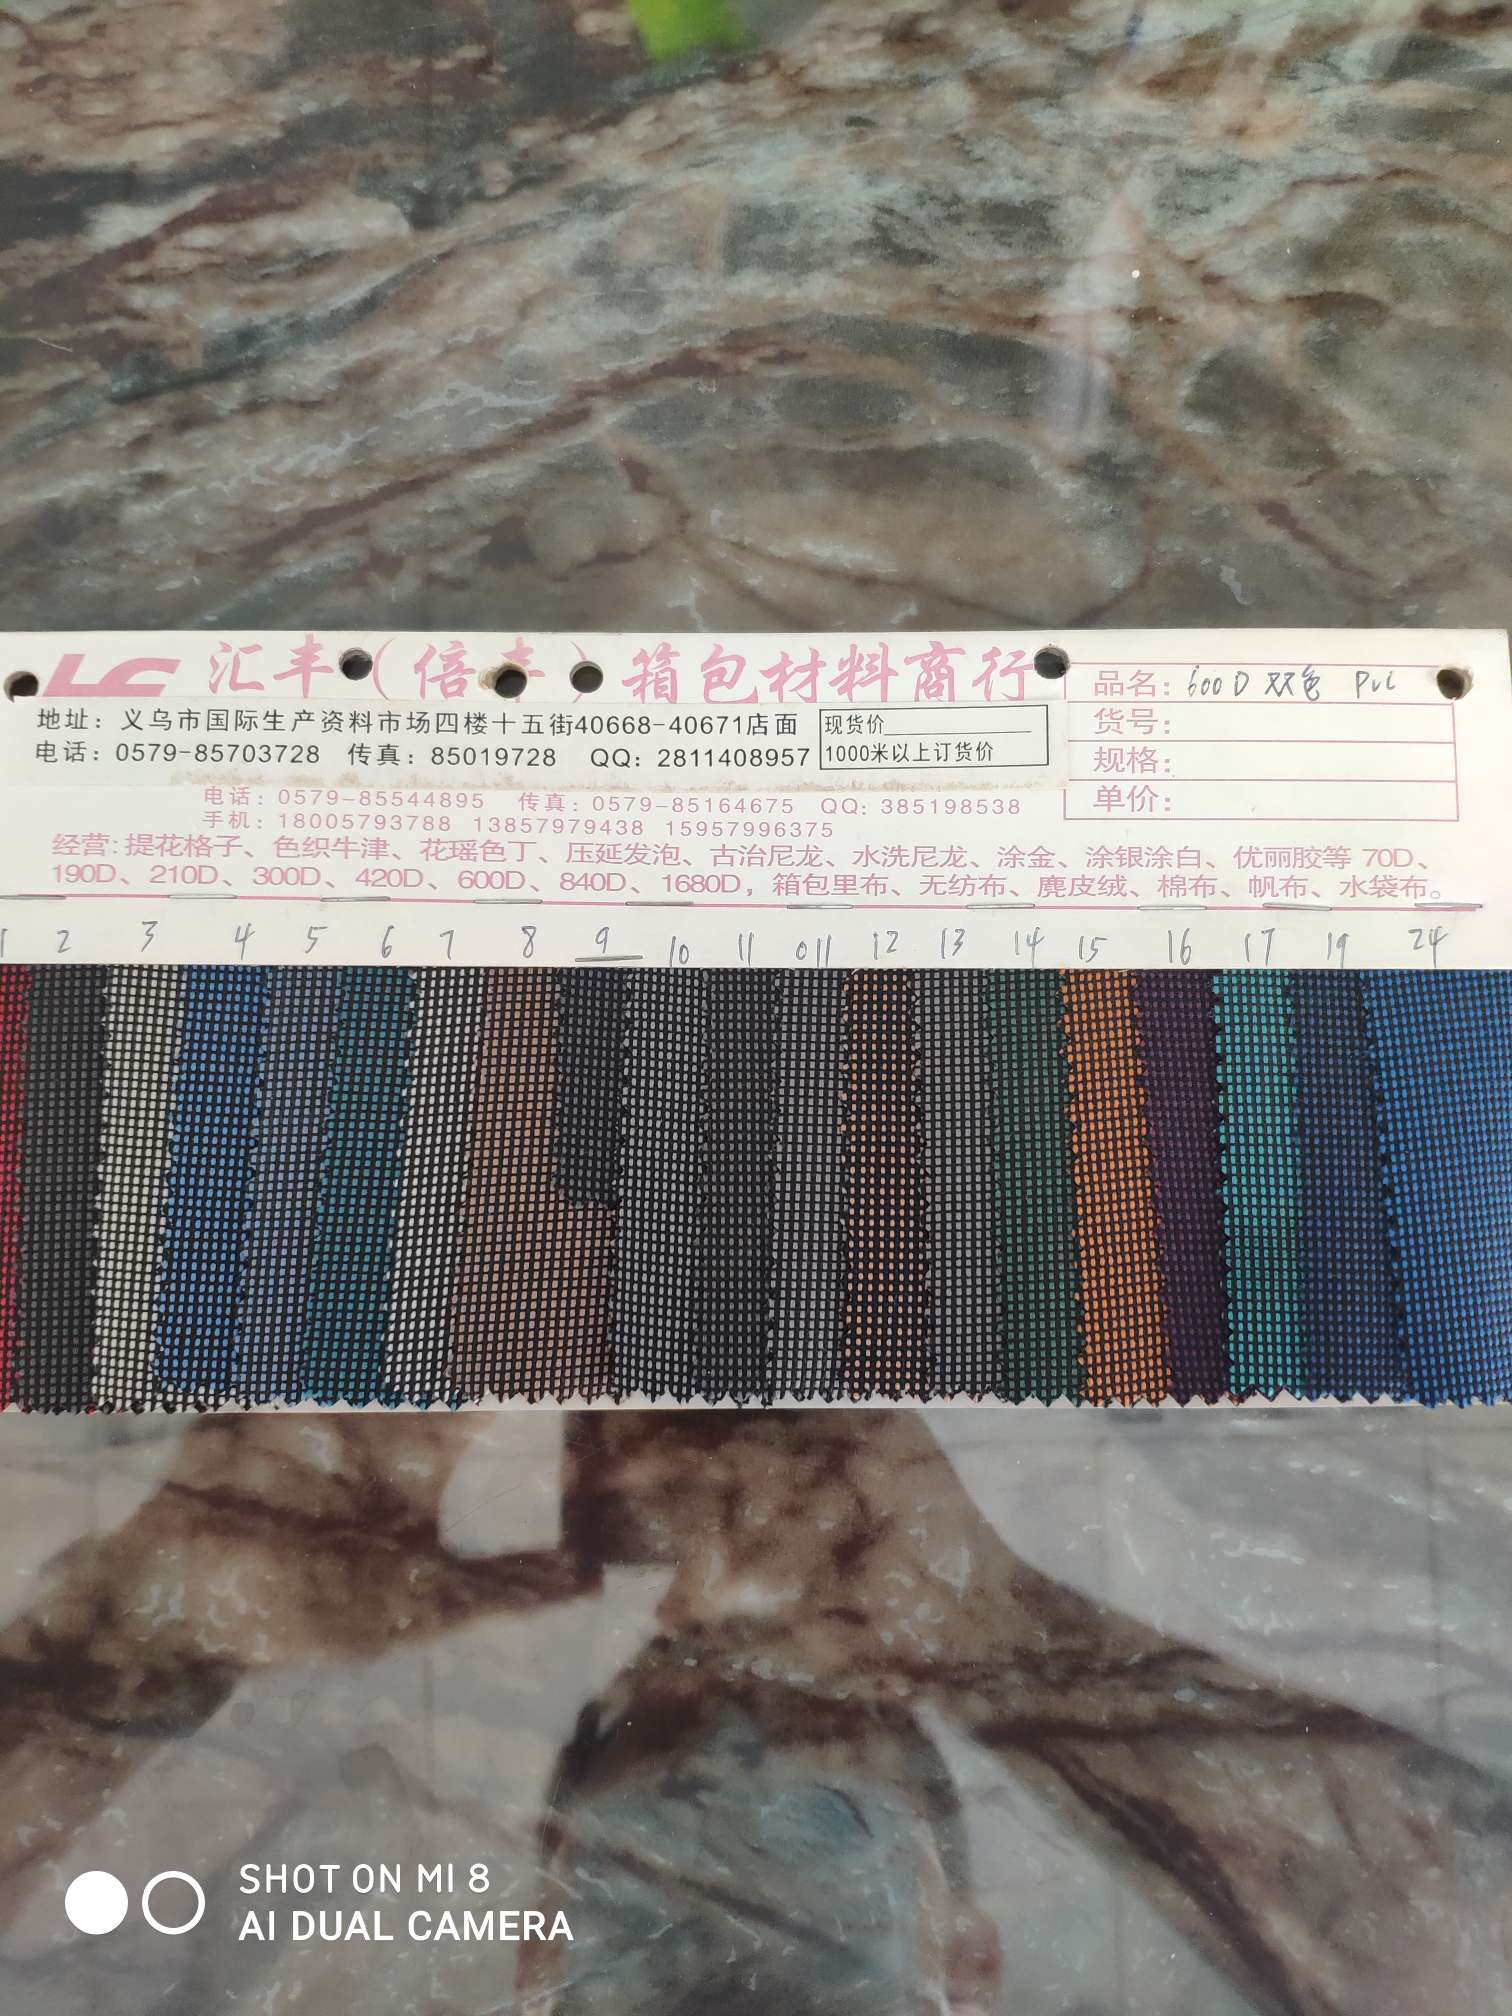 LC 汇丰（倍丰）箱包材料商行
地址：义乌市国际生产资料市场四楼十五街40668-40671店面
电话：0579-85703728 传真：85019728 QQ：2811408957
现货价
1000米以上订货价
品名：600D 双色 PVC
货号：
规格：
单价：
电话：0579-85544895 传真：0579-85164675 QQ：385198538
手机：18005793788 13857979438 15957996375
经营：提花格子、色织牛津、花瑶色丁、压延发泡、古治尼龙、水洗尼龙、涂金、涂银涂白、优丽胶等 70D、
190D、210D、300D、420D、600D、840D、1680D，箱包里布、无纺布、麂皮绒、棉布、帆布、水袋布。
1 2 3 4 5 6 7 8 9 10 11 011 12 13 14 15 16 17 19 24
SHOT ON MI 8
AI DUAL CAMERA